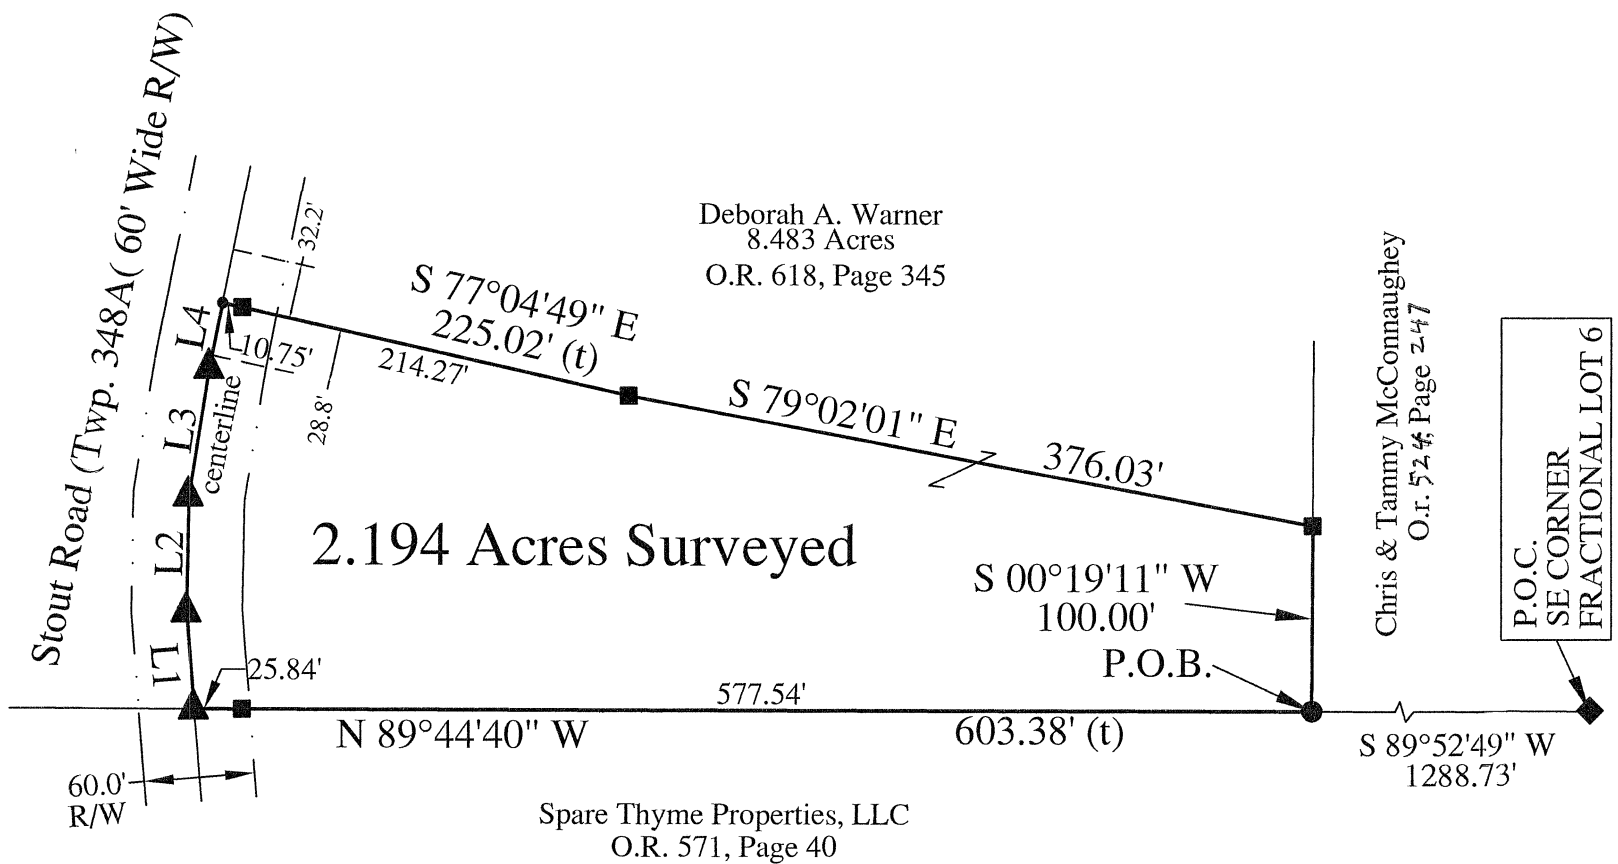 Stout Road (Twp. 348A( 60' Wide R/W)
32.2'
Deborah A. Warner
8.483 Acres
O.R. 618, Page 345
S 77°04'49" E
225.02' (t)
214.27'
L4
10.75'
28.8'
centerline
L3
S 79°02'01" E
376.03'
Chris & Tammy McConaughey
O.r. 524, Page 247
P.O.C.
SE CORNER
FRACTIONAL LOT 6
2.194 Acres Surveyed
L2
S 00°19'11" W
100.00'
P.O.B.
L1
25.84'
577.54'
N 89°44'40" W
603.38' (t)
S 89°52'49" W
1288.73'
60.0'
R/W
Spare Thyme Properties, LLC
O.R. 571, Page 40